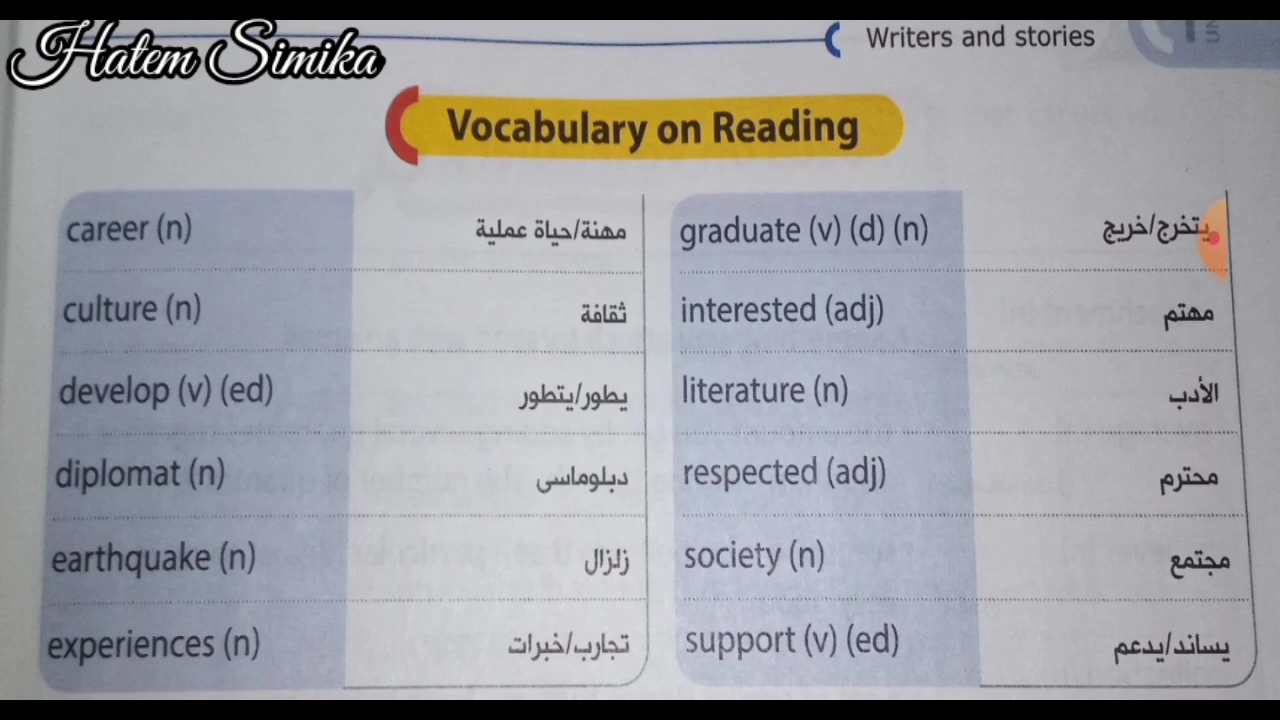 Hatem Simika
Writers and stories
Vocabulary on Reading
career (n) مهنة/حياة عملية
culture (n) ثقافة
develop (v) (ed) يطور/يتطور
diplomat (n) دبلوماسى
earthquake (n) زلزال
experiences (n) تجارب/خبرات
graduate (v) (d) (n) يتخرج/خريج
interested (adj) مهتم
literature (n) الأدب
respected (adj) محترم
society (n) مجتمع
support (v) (ed) يساند/يدعم